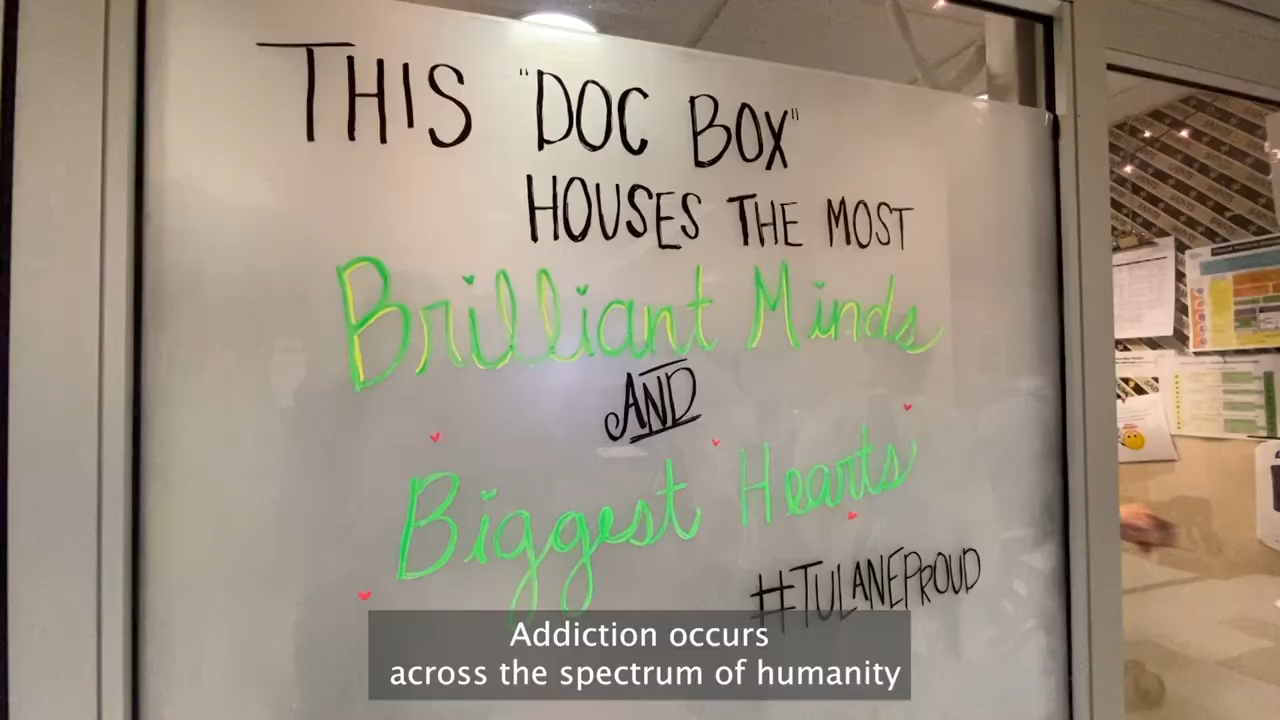 THIS "DOC BOX"
HOUSES THE MOST
Brilliant Minds
AND
Biggest Hearts
#TULANEPROUD
Addiction occurs
across the spectrum of humanity